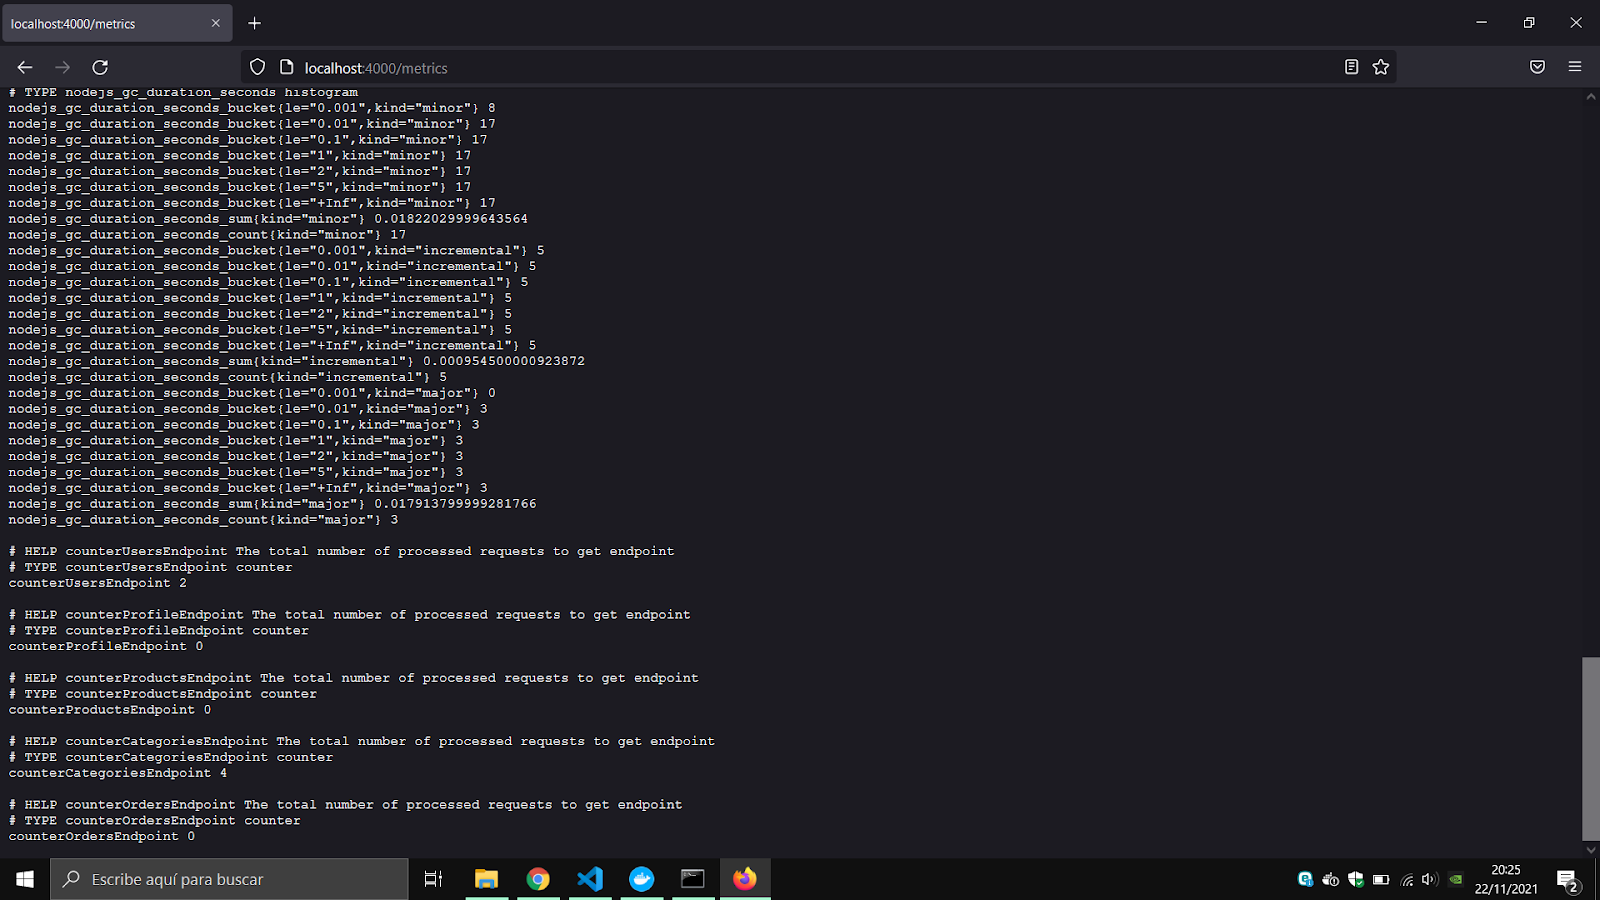 localhost:4000/metrics
localhost:4000/metrics
# TYPE nodejs_gc_duration_seconds histogram
nodejs_gc_duration_seconds_bucket{le="0.001",kind="minor"} 8
nodejs_gc_duration_seconds_bucket{le="0.01",kind="minor"} 17
nodejs_gc_duration_seconds_bucket{le="0.1",kind="minor"} 17
nodejs_gc_duration_seconds_bucket{le="1",kind="minor"} 17
nodejs_gc_duration_seconds_bucket{le="2",kind="minor"} 17
nodejs_gc_duration_seconds_bucket{le="5",kind="minor"} 17
nodejs_gc_duration_seconds_bucket{le="+Inf",kind="minor"} 17
nodejs_gc_duration_seconds_sum{kind="minor"} 0.01822029999643564
nodejs_gc_duration_seconds_count{kind="minor"} 17
nodejs_gc_duration_seconds_bucket{le="0.001",kind="incremental"} 5
nodejs_gc_duration_seconds_bucket{le="0.01",kind="incremental"} 5
nodejs_gc_duration_seconds_bucket{le="0.1",kind="incremental"} 5
nodejs_gc_duration_seconds_bucket{le="1",kind="incremental"} 5
nodejs_gc_duration_seconds_bucket{le="2",kind="incremental"} 5
nodejs_gc_duration_seconds_bucket{le="5",kind="incremental"} 5
nodejs_gc_duration_seconds_bucket{le="+Inf",kind="incremental"} 5
nodejs_gc_duration_seconds_sum{kind="incremental"} 0.000954500000923872
nodejs_gc_duration_seconds_count{kind="incremental"} 5
nodejs_gc_duration_seconds_bucket{le="0.001",kind="major"} 0
nodejs_gc_duration_seconds_bucket{le="0.01",kind="major"} 3
nodejs_gc_duration_seconds_bucket{le="0.1",kind="major"} 3
nodejs_gc_duration_seconds_bucket{le="1",kind="major"} 3
nodejs_gc_duration_seconds_bucket{le="2",kind="major"} 3
nodejs_gc_duration_seconds_bucket{le="5",kind="major"} 3
nodejs_gc_duration_seconds_bucket{le="+Inf",kind="major"} 3
nodejs_gc_duration_seconds_sum{kind="major"} 0.017913799999281766
nodejs_gc_duration_seconds_count{kind="major"} 3
# HELP counterUsersEndpoint The total number of processed requests to get endpoint
# TYPE counterUsersEndpoint counter
counterUsersEndpoint 2
# HELP counterProfileEndpoint The total number of processed requests to get endpoint
# TYPE counterProfileEndpoint counter
counterProfileEndpoint 0
# HELP counterProductsEndpoint The total number of processed requests to get endpoint
# TYPE counterProductsEndpoint counter
counterProductsEndpoint 0
# HELP counterCategoriesEndpoint The total number of processed requests to get endpoint
# TYPE counterCategoriesEndpoint counter
counterCategoriesEndpoint 4
# HELP counterOrdersEndpoint The total number of processed requests to get endpoint
# TYPE counterOrdersEndpoint counter
counterOrdersEndpoint 0
Escribe aquí para buscar
20:25
22/11/2021
2